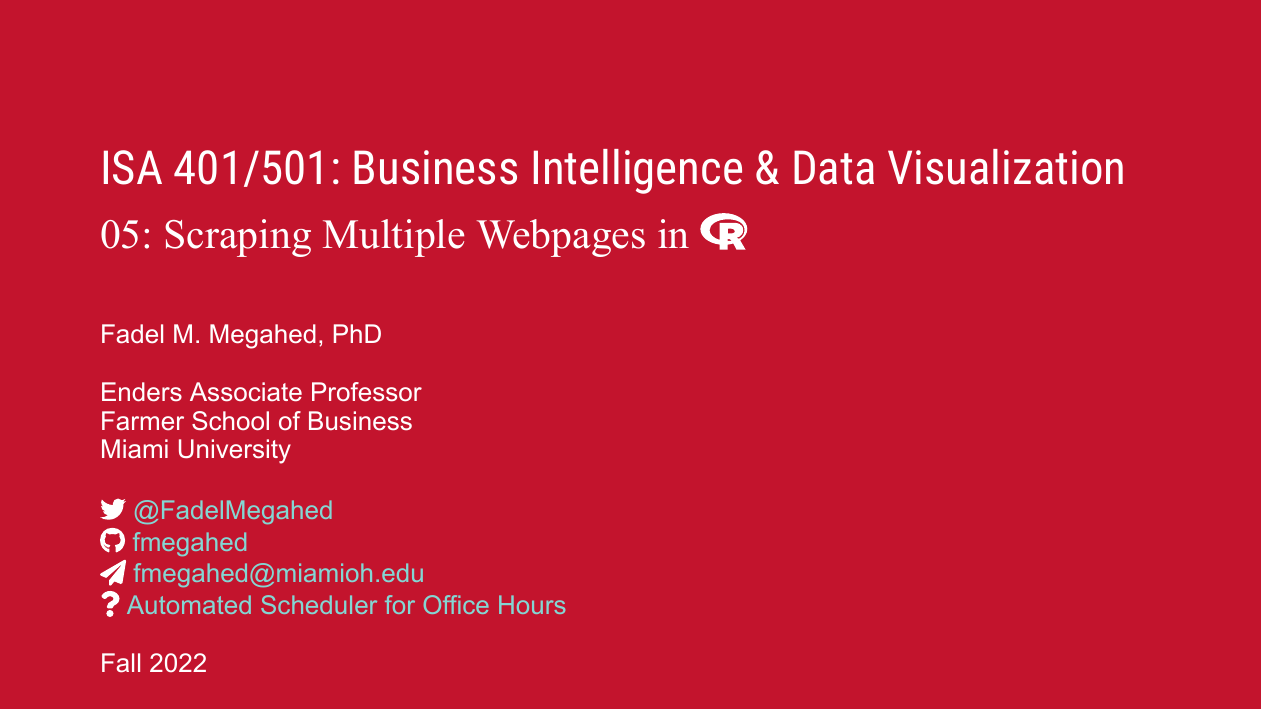 ISA 401/501: Business Intelligence & Data Visualization
05: Scraping Multiple Webpages in R
Fadel M. Megahed, PhD
Enders Associate Professor
Farmer School of Business
Miami University
@FadelMegahed
fmegahed
fmegahed@miamioh.edu
? Automated Scheduler for Office Hours
Fall 2022